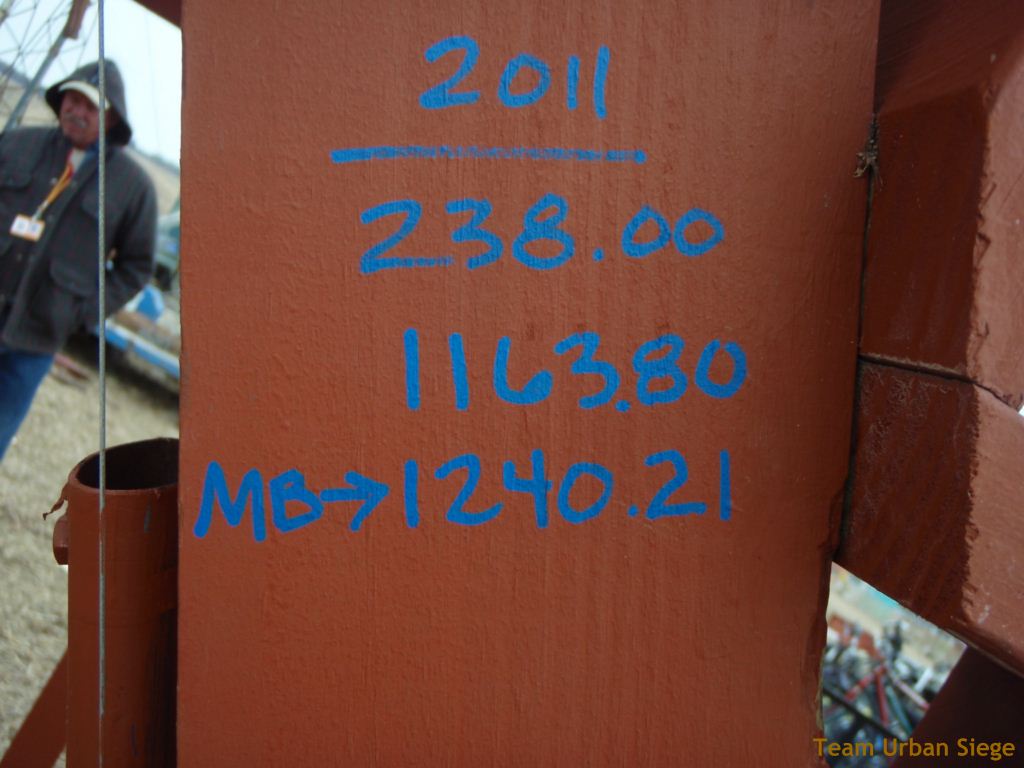 2011
238.00
1163.80
MB→1240.21
Team Urban Siege